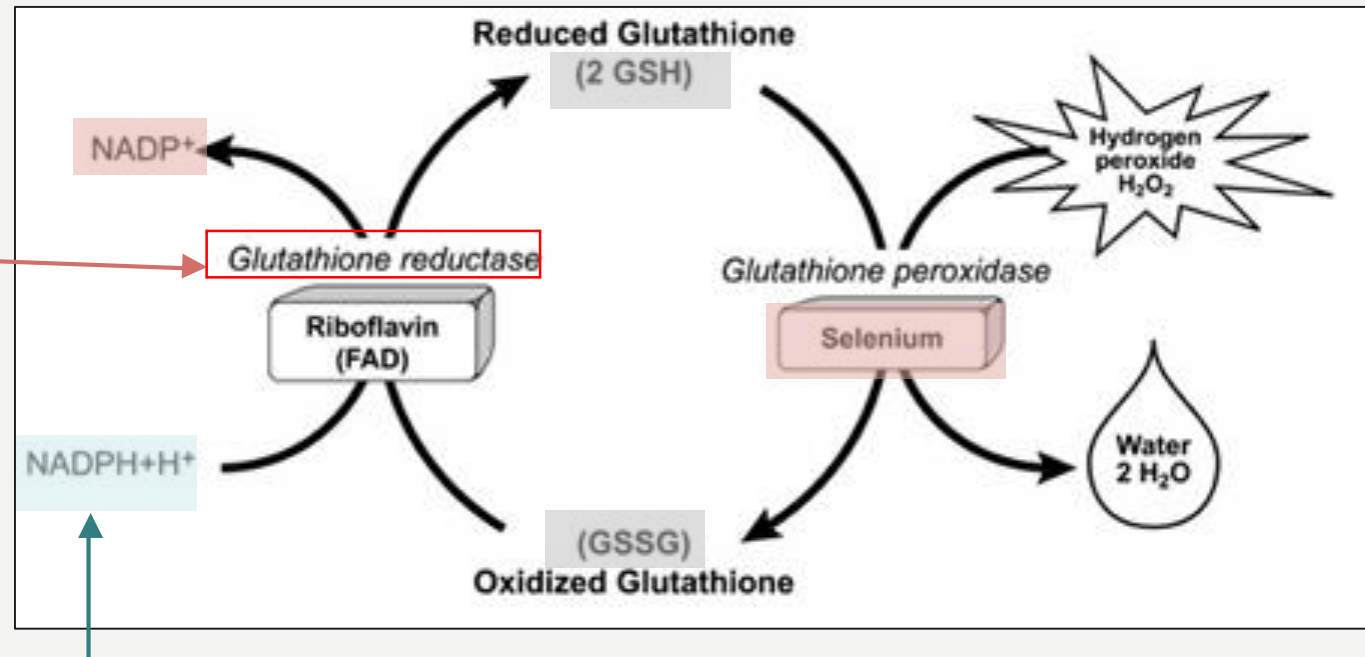 Reduced Glutathione
(2 GSH)
NADP⁺
Hydrogen
peroxide
H₂O₂
Glutathione reductase
Glutathione peroxidase
Riboflavin
(FAD)
Selenium
NADPH+H⁺
Water
2 H₂O
(GSSG)
Oxidized Glutathione